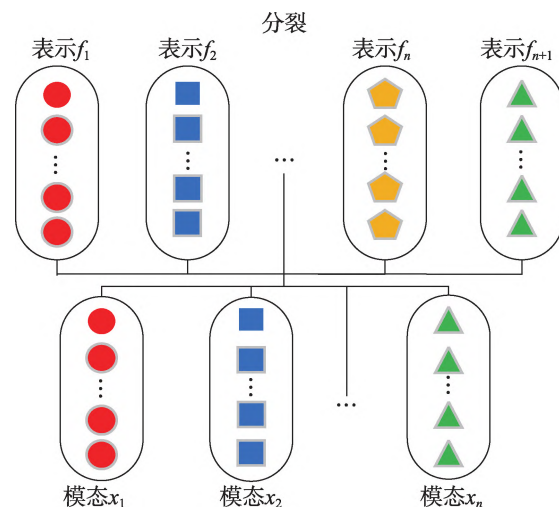 分裂
表示f₁ 表示f₂ 表示fₙ 表示fₙ₊₁
...
...
模态x₁ 模态x₂ 模态xₙ